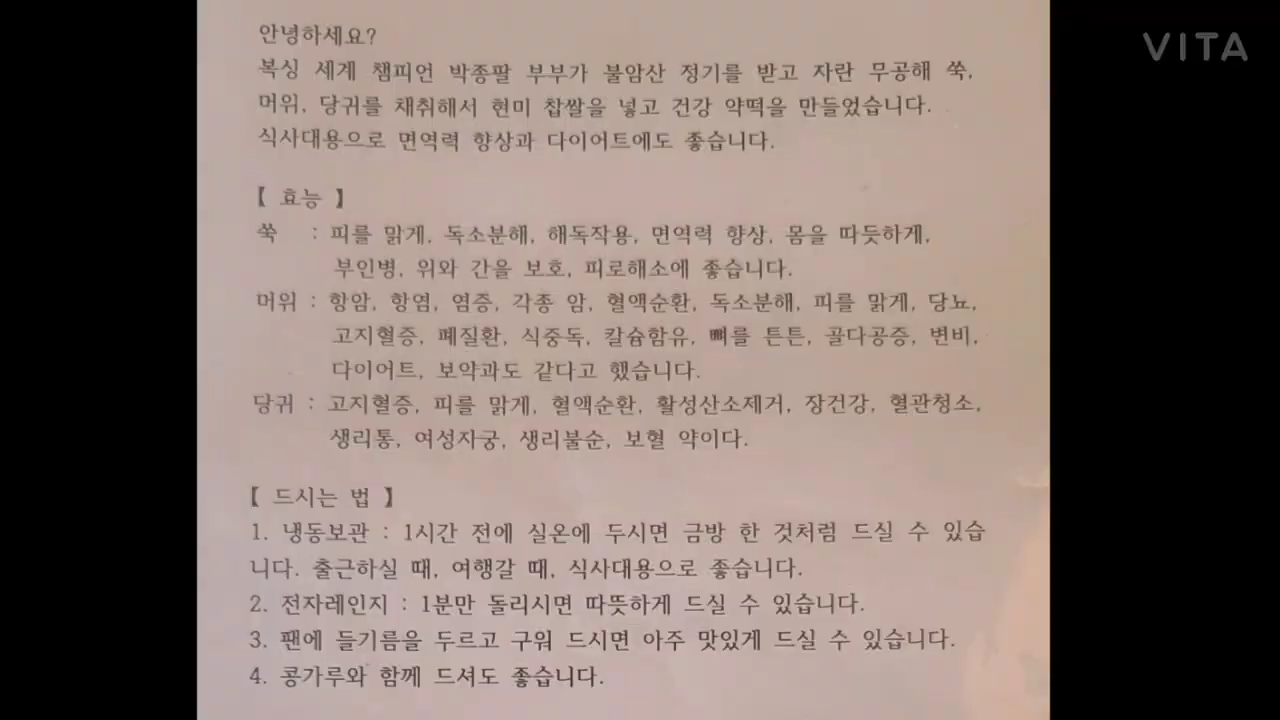 VITA
안녕하세요?
복싱 세계 챔피언 박종팔 부부가 불암산 정기를 받고 자란 무공해 쑥,
머위, 당귀를 채취해서 현미 찹쌀을 넣고 건강 약떡을 만들었습니다.
식사대용으로 면역력 향상과 다이어트에도 좋습니다.
【 효능 】
쑥 : 피를 맑게, 독소분해, 해독작용, 면역력 향상, 몸을 따듯하게,
부인병, 위와 간을 보호, 피로해소에 좋습니다.
머위 : 항암, 항염, 염증, 각종 암, 혈액순환, 독소분해, 피를 맑게, 당뇨,
고지혈증, 폐질환, 식중독, 칼슘함유, 뼈를 튼튼, 골다공증, 변비,
다이어트, 보약과도 같다고 했습니다.
당귀 : 고지혈증, 피를 맑게, 혈액순환, 활성산소제거, 장건강, 혈관청소,
생리통, 여성자궁, 생리불순, 보혈 약이다.
【 드시는 법 】
1. 냉동보관 : 1시간 전에 실온에 두시면 금방 한 것처럼 드실 수 있습
니다. 출근하실 때, 여행갈 때, 식사대용으로 좋습니다.
2. 전자레인지 : 1분만 돌리시면 따뜻하게 드실 수 있습니다.
3. 팬에 들기름을 두르고 구워 드시면 아주 맛있게 드실 수 있습니다.
4. 콩가루와 함께 드셔도 좋습니다.